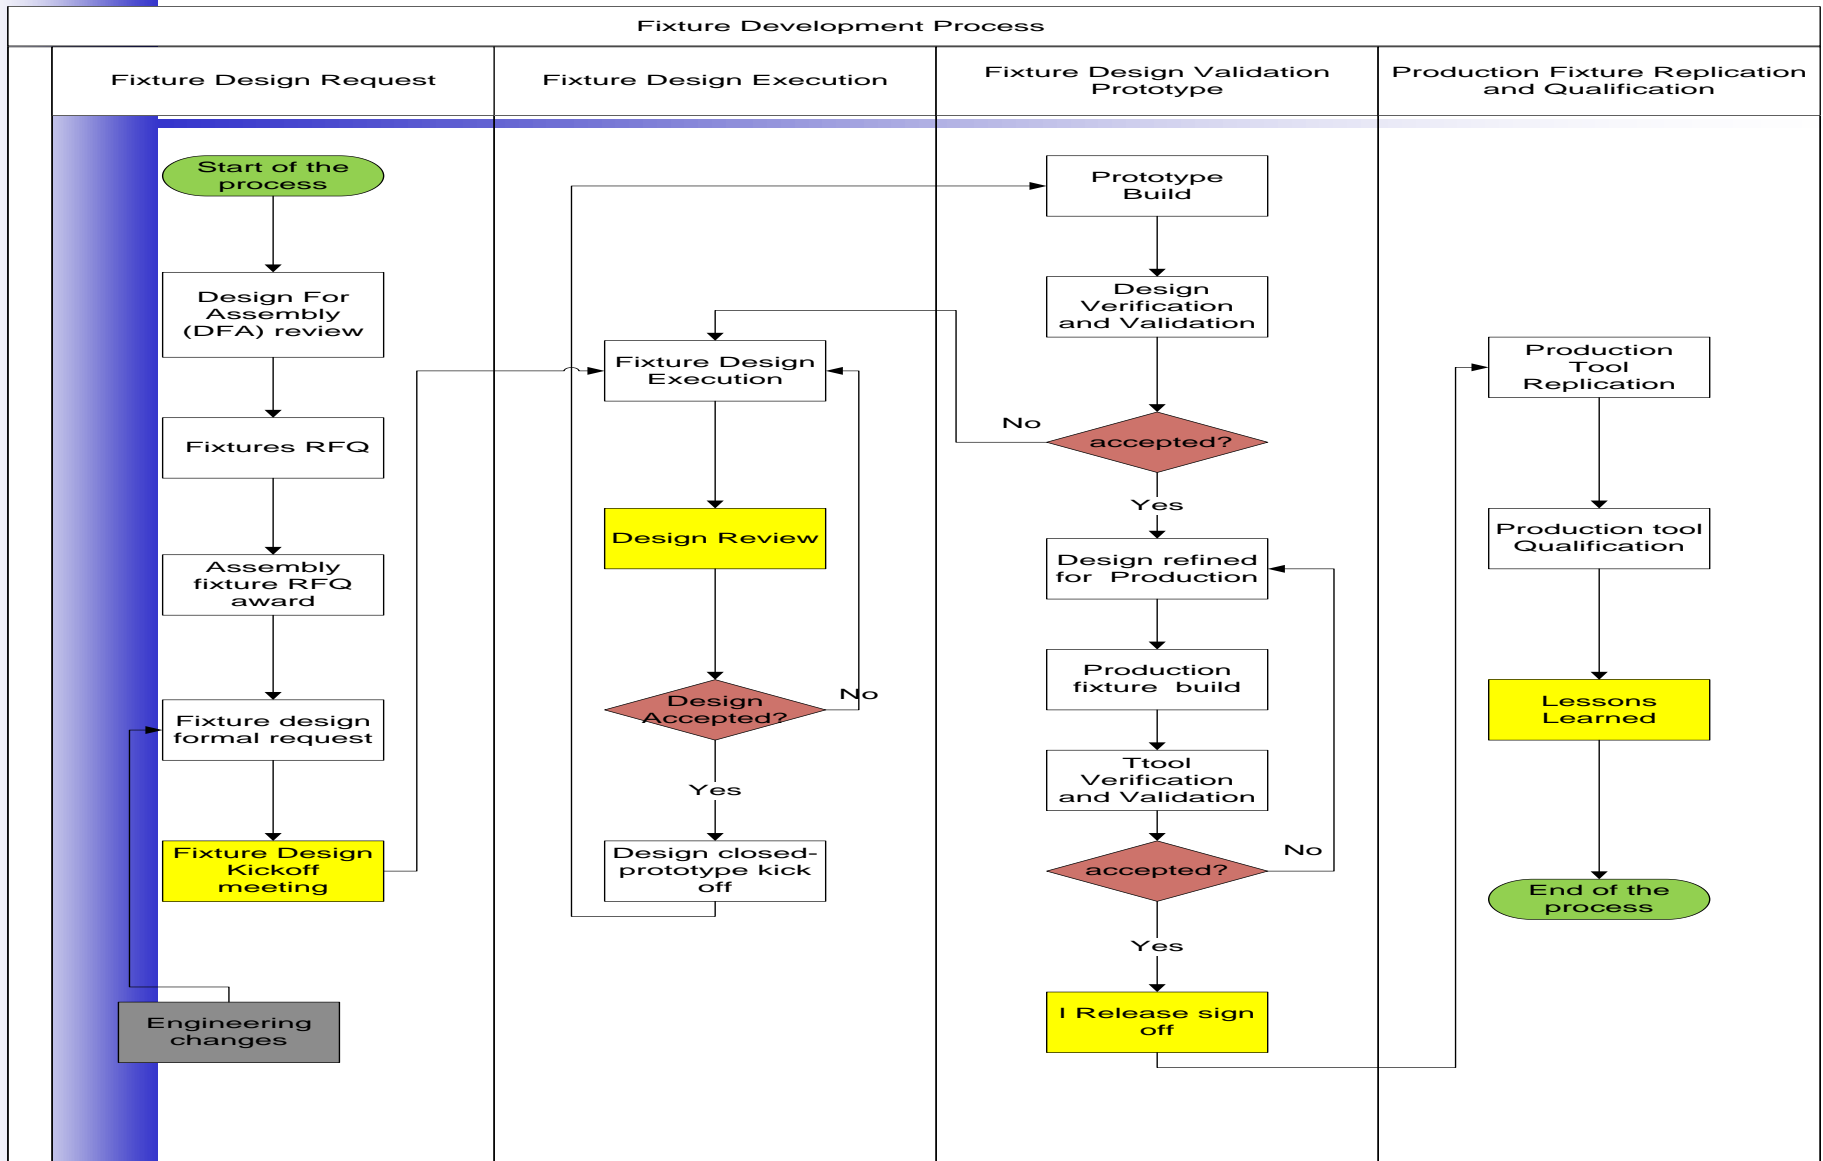 Fixture Development Process
Fixture Design Request
Fixture Design Execution
Fixture Design Validation
Prototype
Production Fixture Replication
and Qualification
Start of the
process
Design For
Assembly
(DFA) review
Fixtures RFQ
Assembly
fixture RFQ
award
Fixture design
formal request
Fixture Design
Kickoff
meeting
Engineering
changes
Fixture Design
Execution
Design Review
Design
Accepted?
No
Yes
Design closed-
prototype kick
off
Prototype
Build
Design
Verification
and Validation
accepted?
No
Yes
Design refined
for Production
Production
fixture build
Ttool
Verification
and Validation
accepted?
No
Yes
I Release sign
off
Production
Tool
Replication
Production tool
Qualification
Lessons
Learned
End of the
process